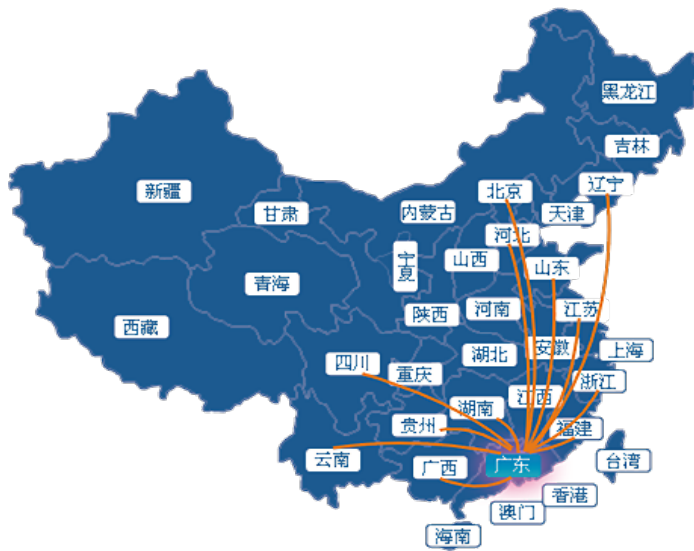 黑龙江
吉林
辽宁
新疆
北京
甘肃
内蒙古
天津
河北
宁夏
山西
山东
青海
陕西
河南
江苏
西藏
四川
重庆
湖北
安徽
上海
浙江
湖南
江西
贵州
福建
云南
广西
广东
台湾
香港
澳门
海南